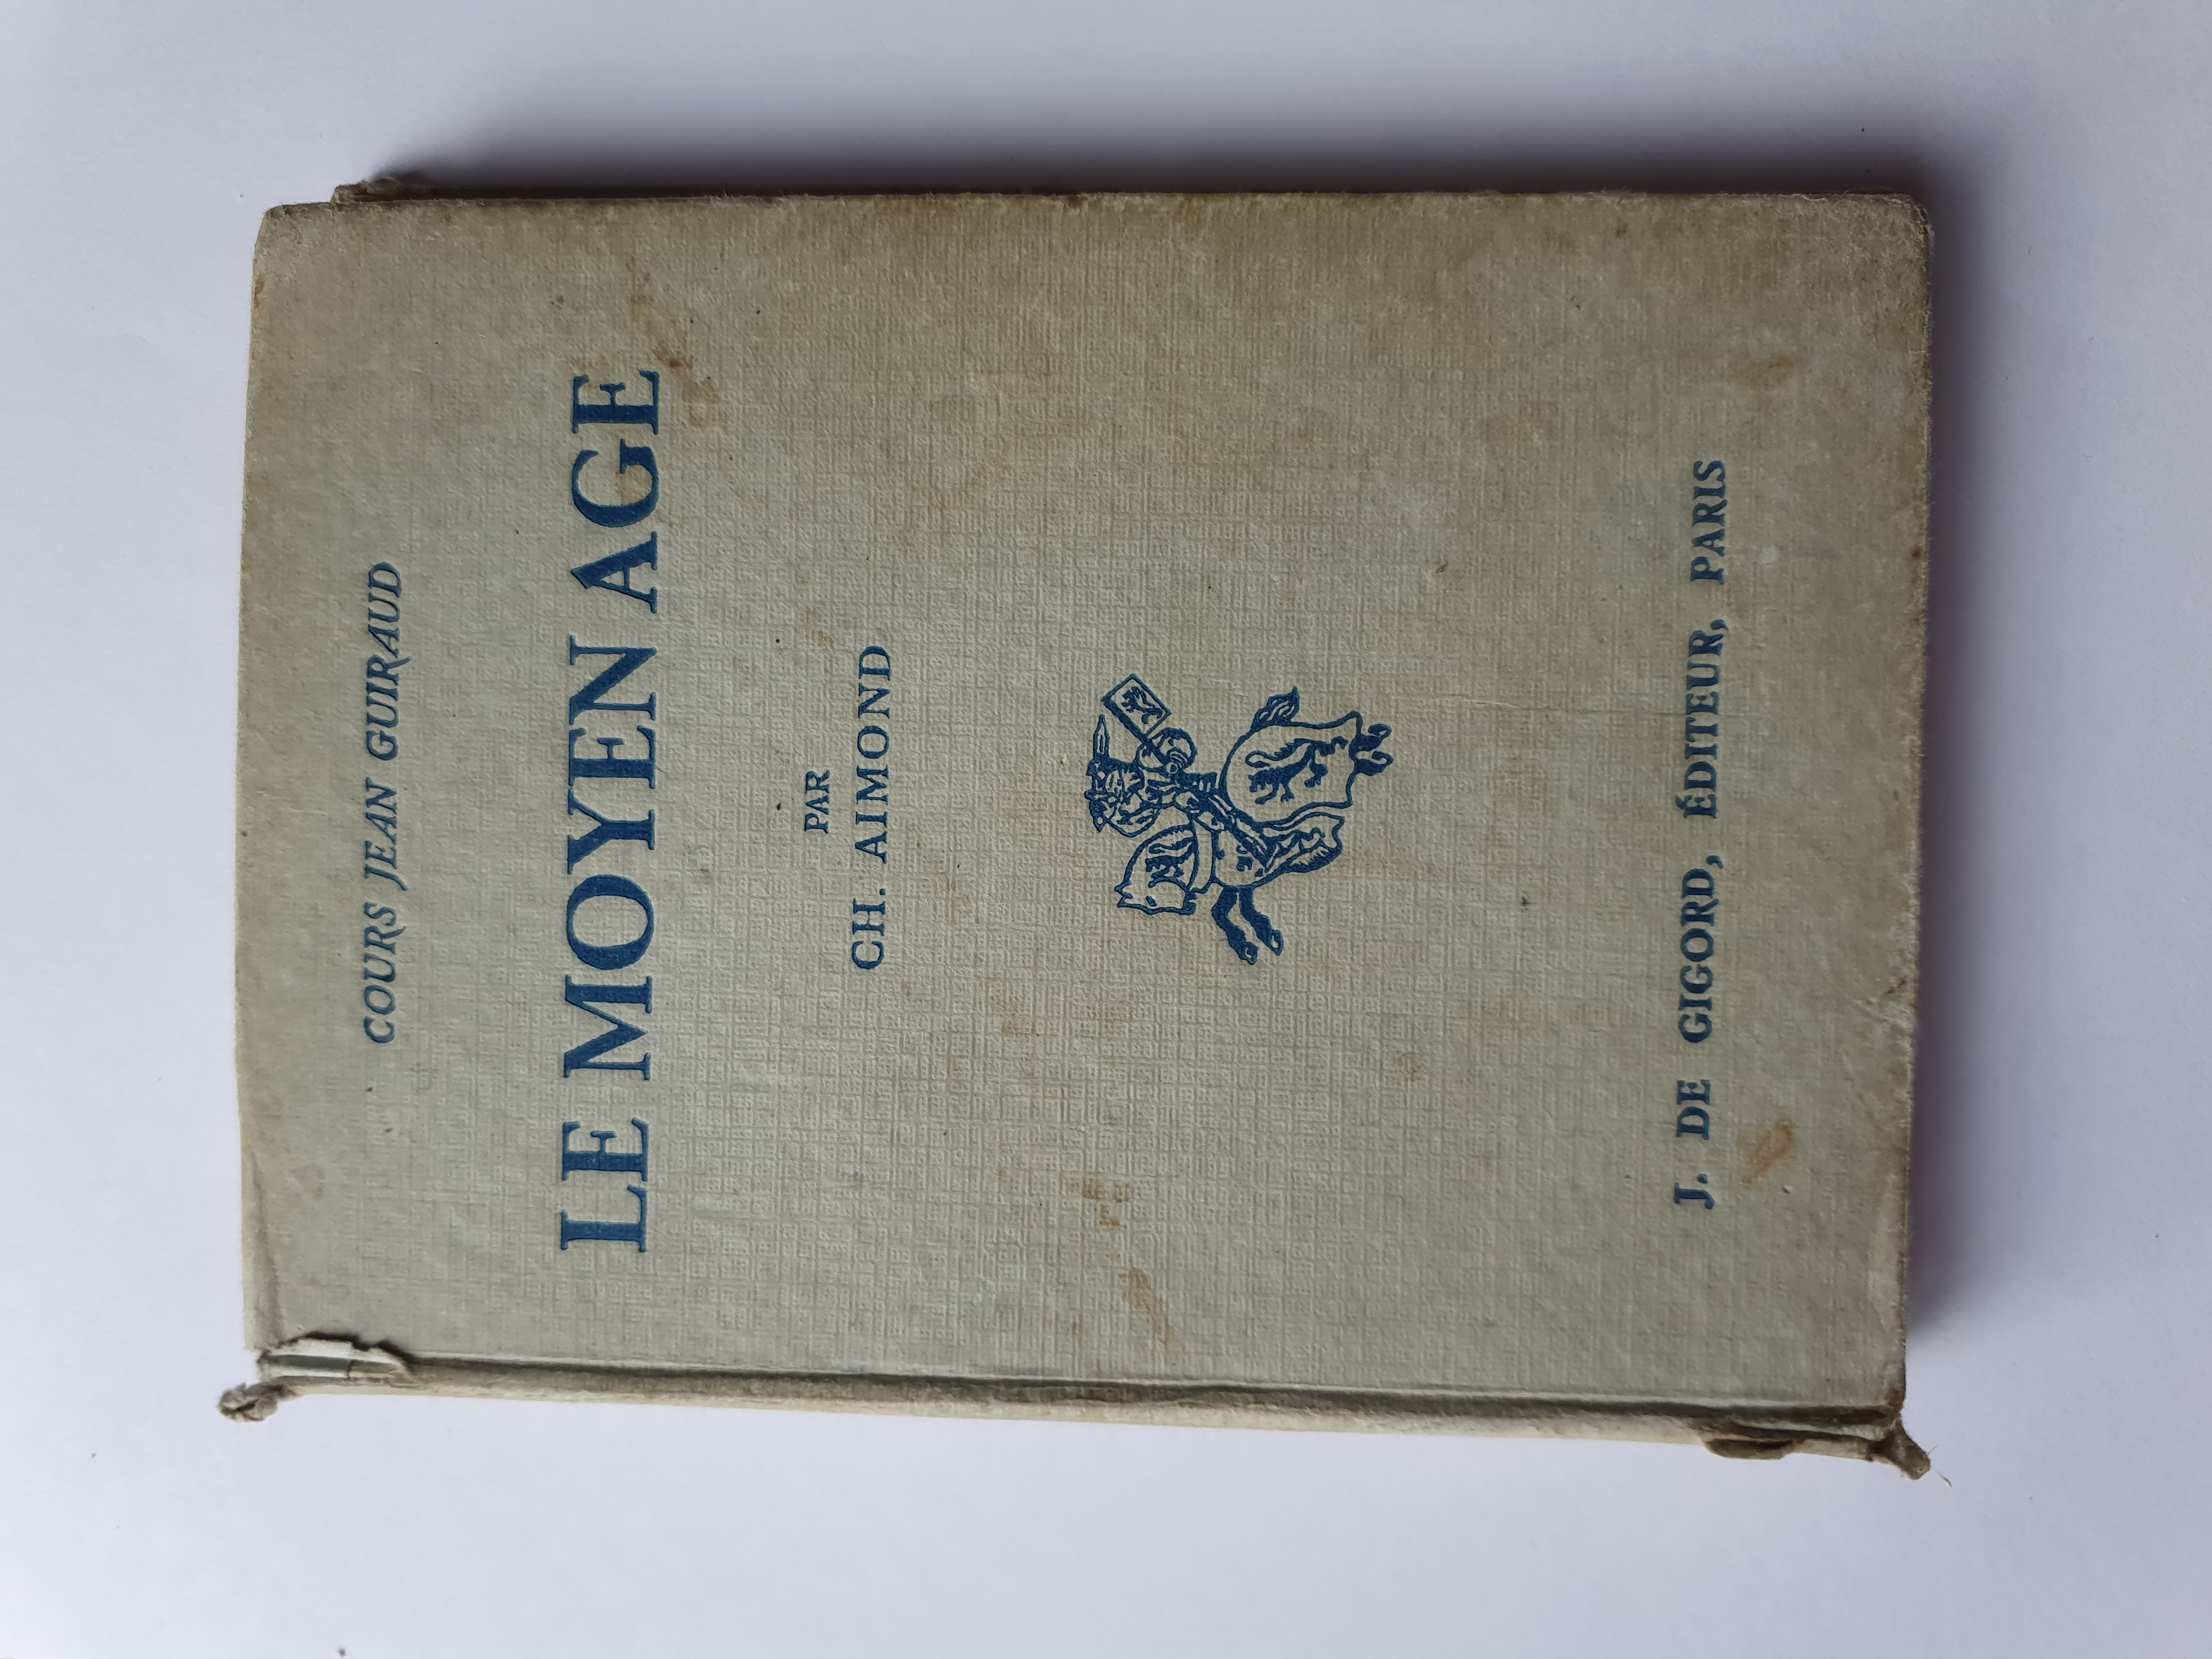 COURS JEAN GUIRAUD
LE MOYEN AGE
PAR
CH. AIMOND
J. DE GIGORD, ÉDITEUR, PARIS